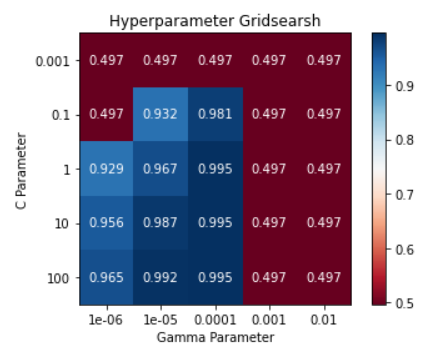 Hyperparameter Gridsearsh
C Parameter
0.001 0.497 0.497 0.497 0.497 0.497
0.1 0.497 0.932 0.981 0.497 0.497
1 0.929 0.967 0.995 0.497 0.497
10 0.956 0.987 0.995 0.497 0.497
100 0.965 0.992 0.995 0.497 0.497
1e-06 1e-05 0.0001 0.001 0.01
Gamma Parameter
0.9
0.8
0.7
0.6
0.5